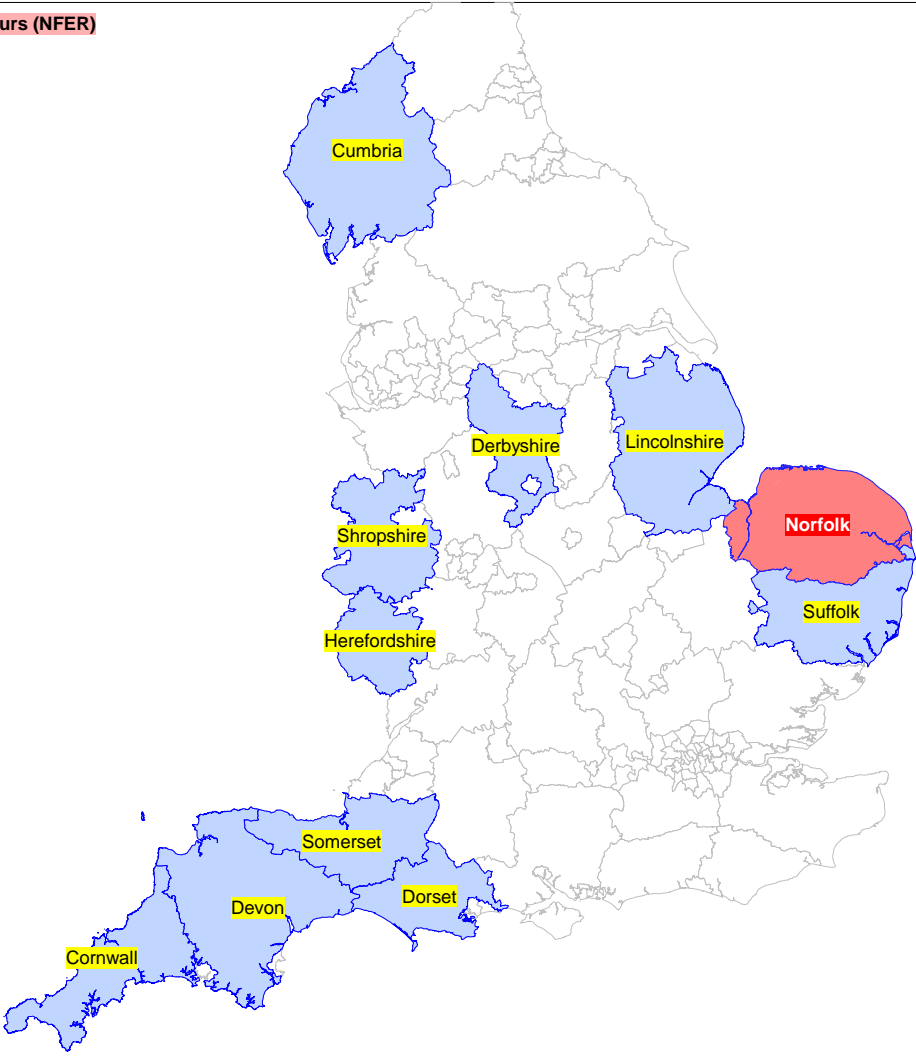 urs (NFER)
Cumbria
Derbyshire
Lincolnshire
Norfolk
Shropshire
Suffolk
Herefordshire
Somerset
Dorset
Devon
Cornwall